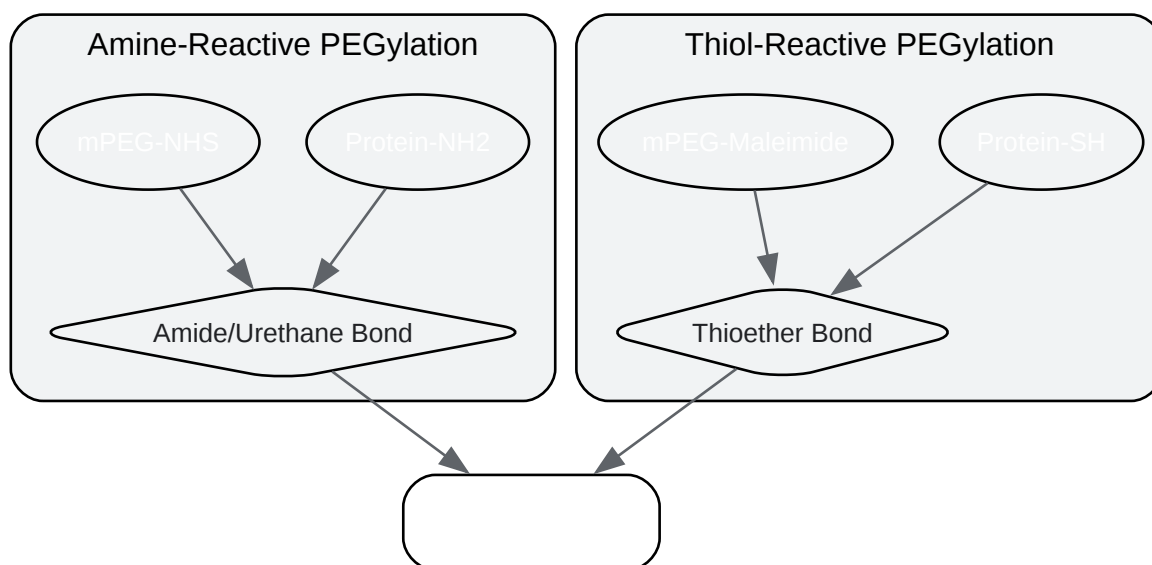 Amine-Reactive PEGylation
Thiol-Reactive PEGylation
mPEG-NHS
Protein-NH2
mPEG-Maleimide
Protein-SH
Amide/Urethane Bond
Thioether Bond